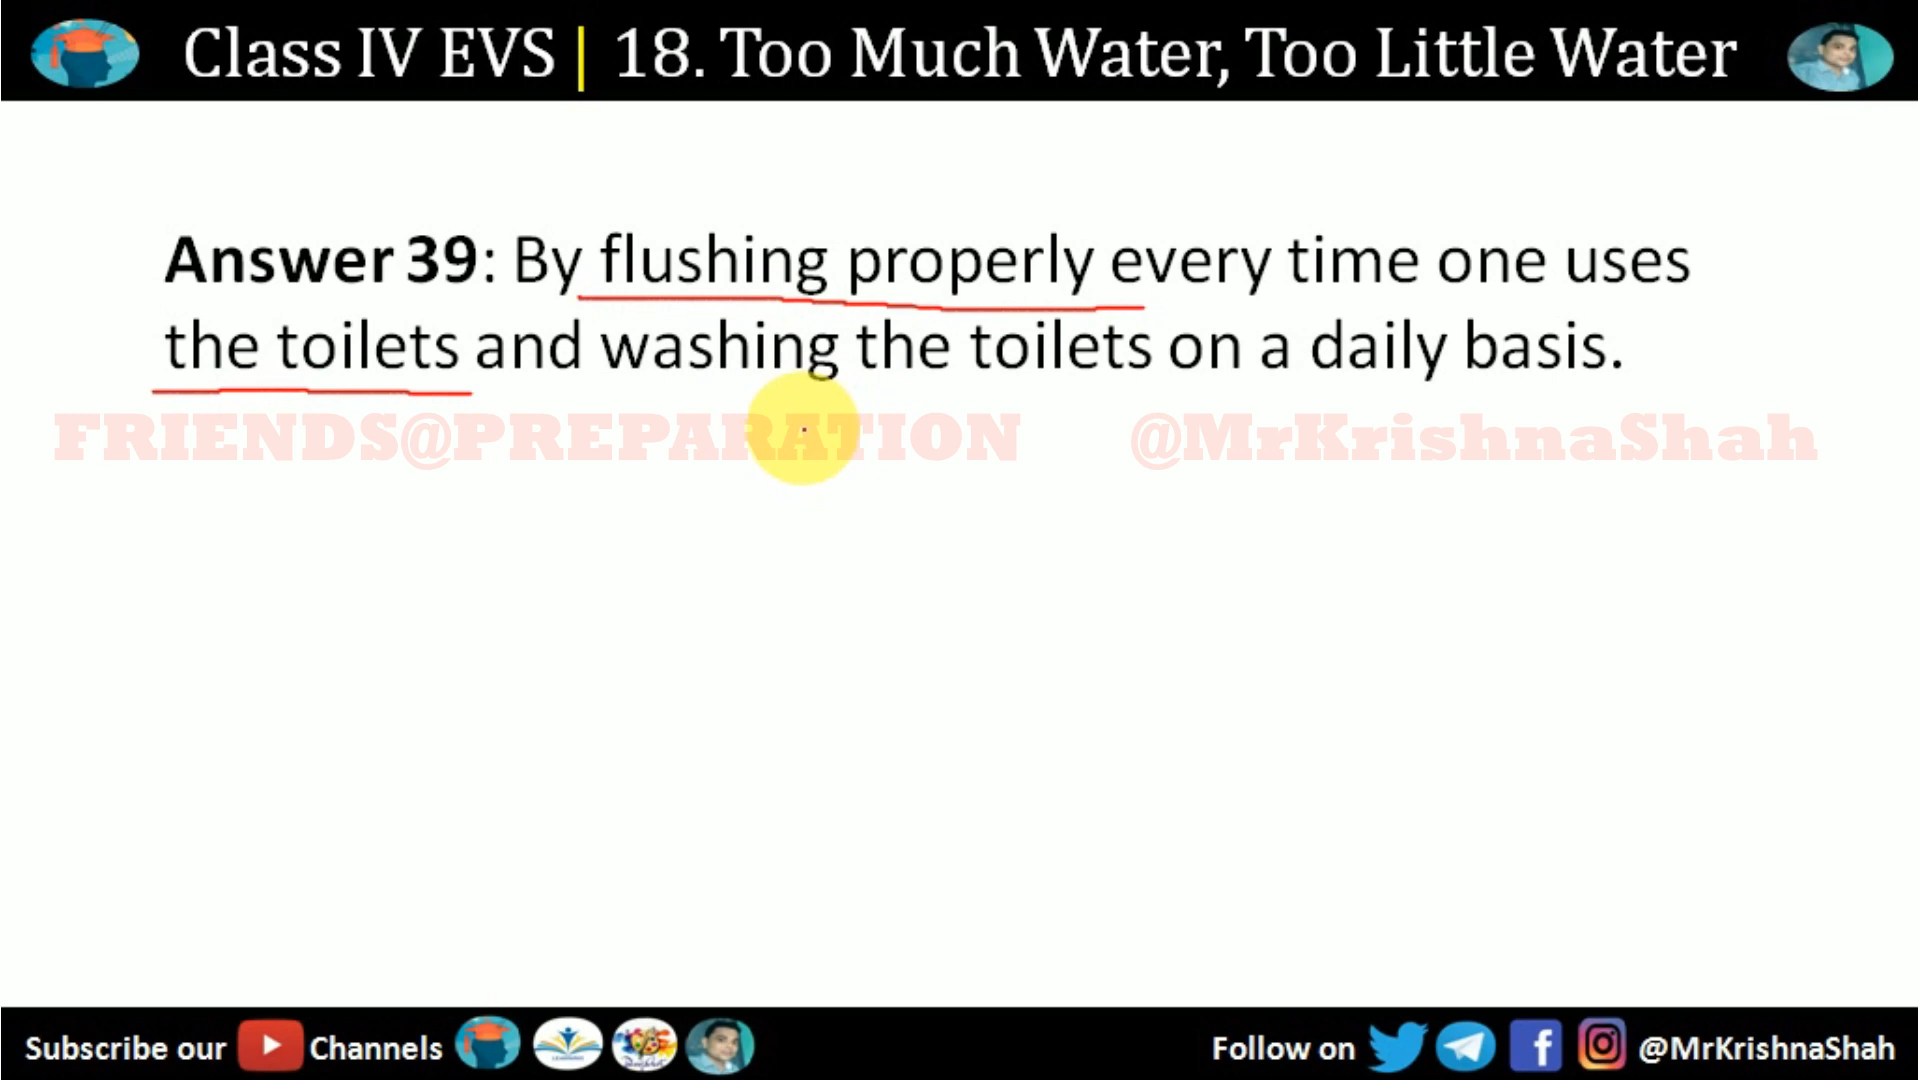 Class IV EVS | 18. Too Much Water, Too Little Water
Answer 39: By flushing properly every time one uses
the toilets and washing the toilets on a daily basis.
FRIENDS@PREPARATION @MrKrishnaShah
Subscribe our Channels Follow on @MrKrishnaShah